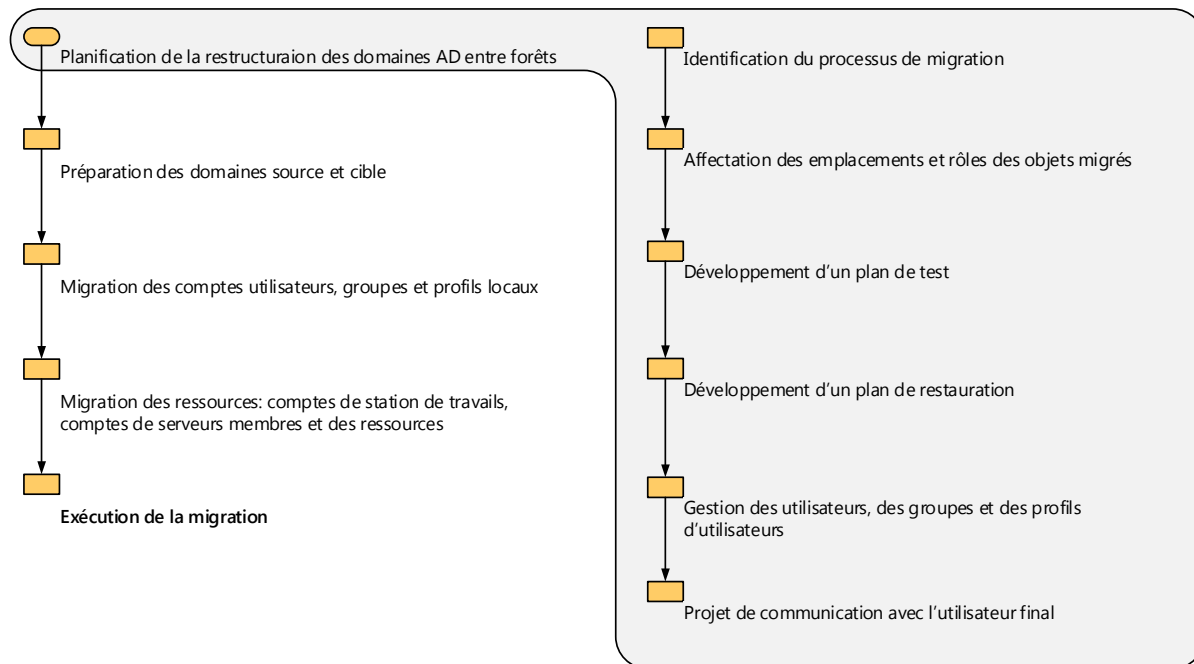 Planification de la restructuraion des domaines AD entre forêts
Préparation des domaines source et cible
Migration des comptes utilisateurs, groupes et profils locaux
Migration des ressources: comptes de station de travails,
comptes de serveurs membres et des ressources
Exécution de la migration
Identification du processus de migration
Affectation des emplacements et rôles des objets migrés
Développement d’un plan de test
Développement d’un plan de restauration
Gestion des utilisateurs, des groupes et des profils
d’utilisateurs
Projet de communication avec l’utilisateur final